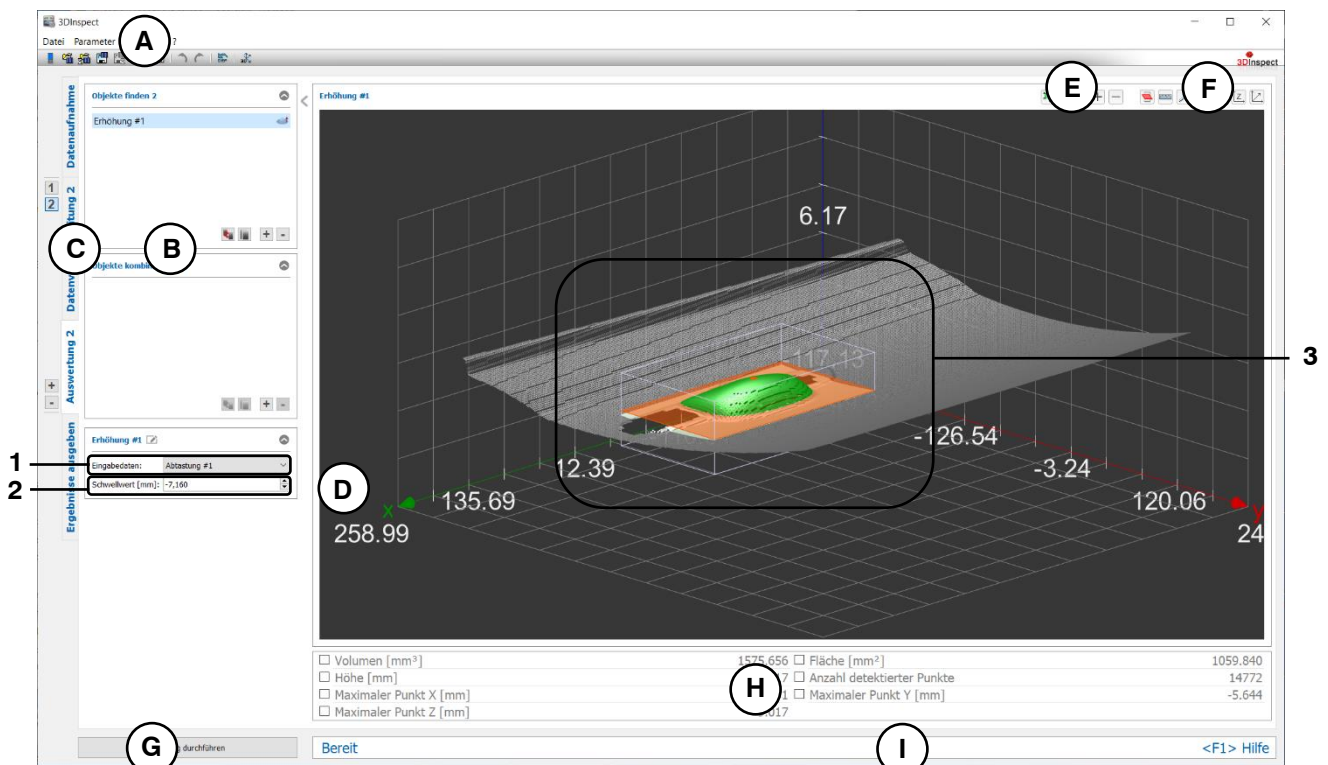 3DInspect
Datei Parameter ?
A
3DInspect
Datenaufnahme
Objekte finden 2
Erhöhung #1
1
2
+ -
C
B
Auswertung 2
+
-
+ -
Ergebnisse ausgeben
Erhöhung #1
1
Eingabedaten: Abtastung #1
2
Schwellwert [mm]: -7,160
G
durchführen
Erhöhung #1
E
+ -
F
Z
6.17
117.13
3
-126.54
12.39
-3.24
D
135.69
120.06
x
y
258.99
24
Volumen [mm³] 1575.656 Fläche [mm²] 1059.840
Höhe [mm] Anzahl detektierter Punkte 14772
Maximaler Punkt X [mm] Maximaler Punkt Y [mm] -5.644
Maximaler Punkt Z [mm]
H
Bereit <F1> Hilfe
I